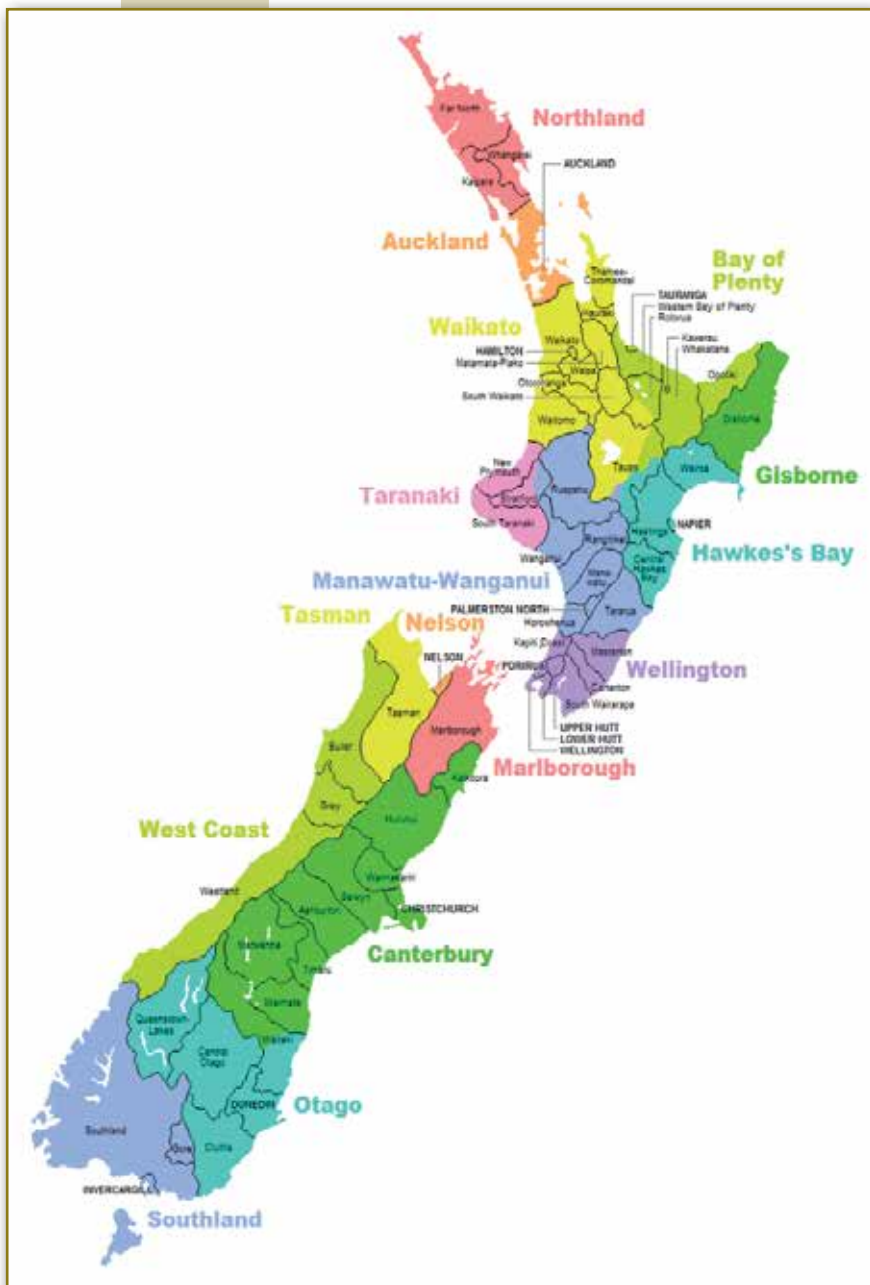 Northland
Far North
Whangarei
Kaipara
AUCKLAND
Auckland
Bay of
Plenty
Thames-
Coromandel
TAURANGA
Western Bay of Plenty
Rotorua
Hauraki
Waikato
Waikato
Kawerau
Whakatane
HAMILTON
Matamata-Piako
Waipa
Opotiki
Otorohanga
South Waikato
Gisborne
Waitomo
Taupo
Wairoa
Gisborne
New
Plymouth
Ruapehu
Taranaki
Stratford
South Taranaki
Rangitikei
Hastings
NAPIER
Hawkes's Bay
Wanganui
Central
Hawkes
Bay
Manawatu-Wanganui
Mana-
watu
PALMERSTON NORTH
Tararua
Horowhenua
Tasman
Nelson
Kapiti Coast
Masterton
NELSON
PORIRUA
Wellington
Carterton
South Wairarapa
Tasman
UPPER HUTT
LOWER HUTT
WELLINGTON
Marlborough
Marlborough
Buller
Kaikoura
Grey
Hurunui
West Coast
Waimakariri
Westland
Selwyn
Ashburton
CHRISTCHURCH
Mackenzie
Canterbury
Timaru
Waimate
Queenstown-
Lakes
Waitaki
Central
Otago
DUNEDIN
Otago
Southland
Gore
Clutha
INVERCARGILL
Southland